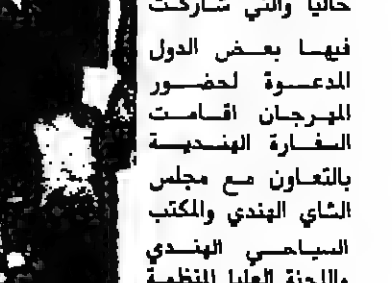 حاليا والتي شاركت
فيها بعض الدول
المدعوة لحضور
المهرجان اقامت
السفارة الهندية
بالتعاون مع مجلس
الشاي الهندي والمكتب
السياحي الهندي
واللجنة العليا المنظمة